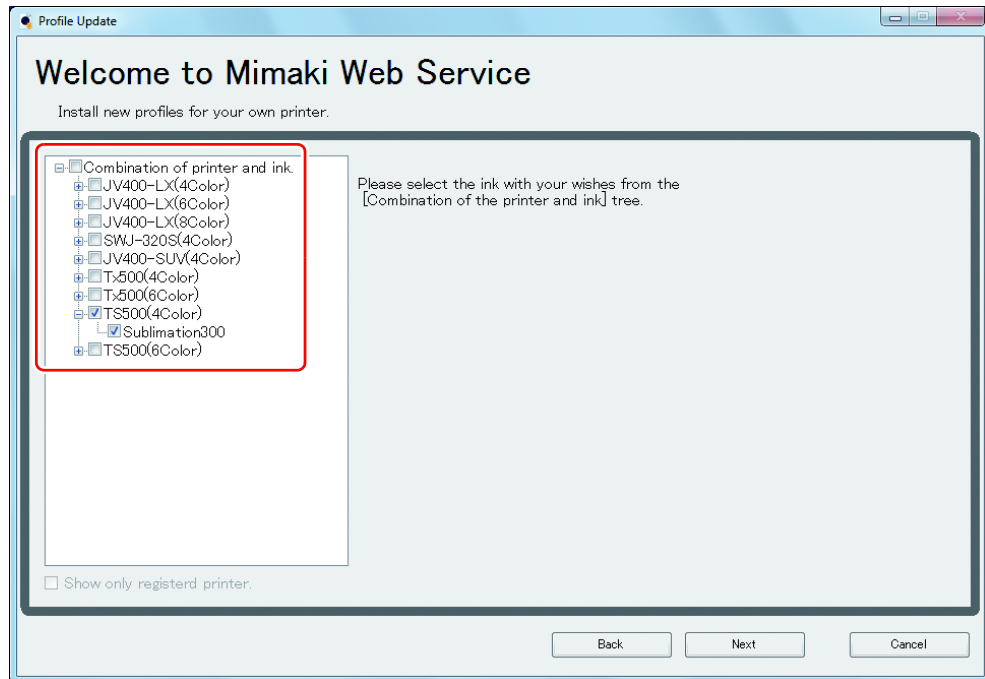 Profile Update
Welcome to Mimaki Web Service
Install new profiles for your own printer.
Combination of printer and ink.
JV400-LX(4Color)
JV400-LX(6Color)
JV400-LX(8Color)
SWJ-320S(4Color)
JV400-SUV(4Color)
Tx500(4Color)
Tx500(6Color)
TS500(4Color)
Sublimation300
TS500(6Color)
Please select the ink with your wishes from the
[Combination of the printer and ink] tree.
Show only registerd printer.
Back
Next
Cancel